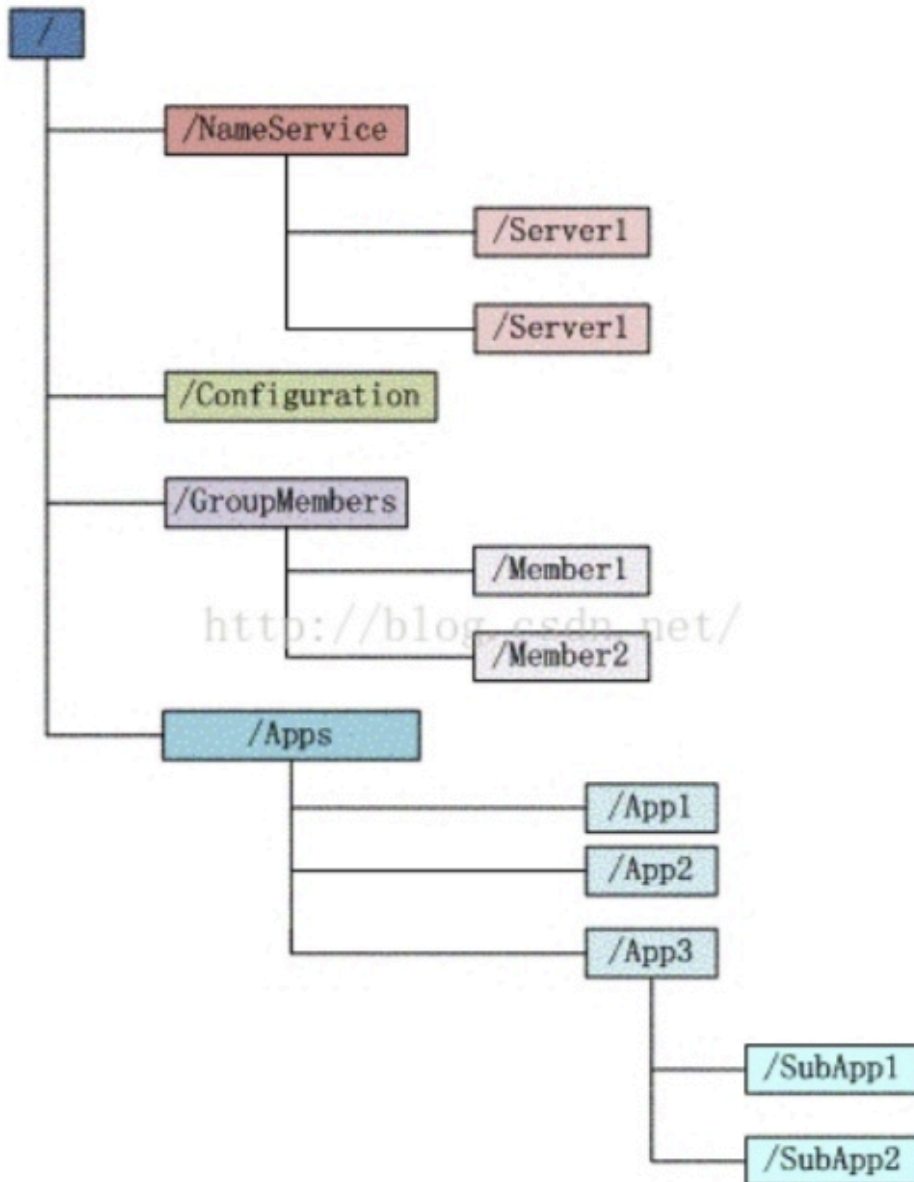 /
/NameService
/Server1
/Server1
/Configuration
/GroupMembers
/Member1
http://blog.csdn.net/
/Member2
/Apps
/App1
/App2
/App3
/SubApp1
/SubApp2